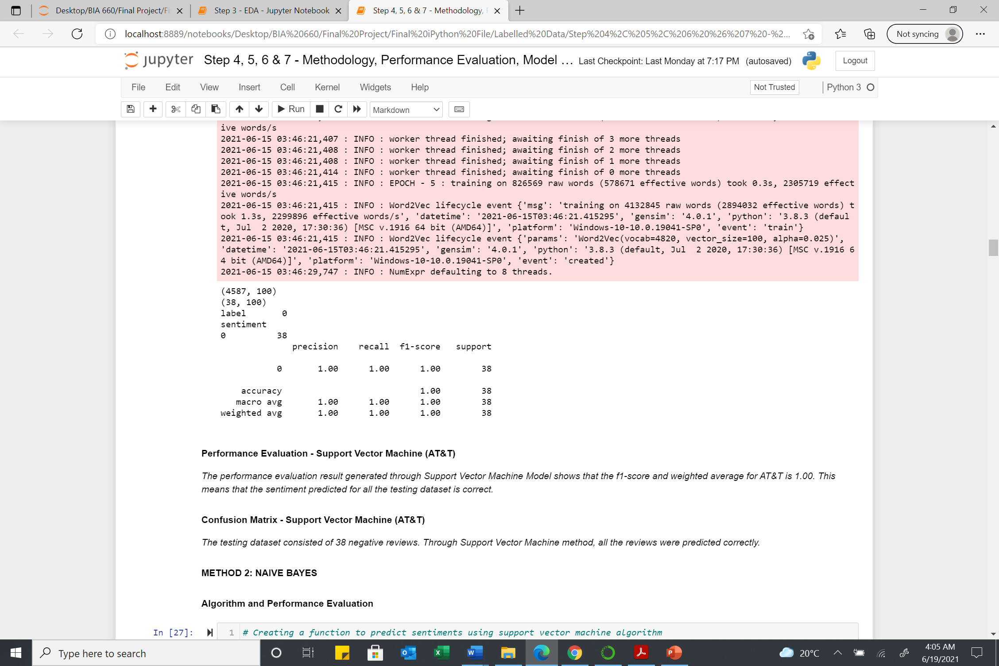 Desktop/BIA 660/Final Project/Fi
Step 3 - EDA - Jupyter Notebook
Step 4, 5, 6 & 7 - Methodology,
localhost:8889/notebooks/Desktop/BIA%20660/Final%20Project/Final%20iPython%20File/Labelled%20Data/Step%204%2C%205%2C%206%20%26%207%20-%2...
Not syncing
jupyter Step 4, 5, 6 & 7 - Methodology, Performance Evaluation, Model ... Last Checkpoint: Last Monday at 7:17 PM (autosaved)
Logout
File Edit View Insert Cell Kernel Widgets Help
Not Trusted
Python 3
Run
Markdown
ive words/s
2021-06-15 03:46:21,407 : INFO : worker thread finished; awaiting finish of 3 more threads
2021-06-15 03:46:21,408 : INFO : worker thread finished; awaiting finish of 2 more threads
2021-06-15 03:46:21,408 : INFO : worker thread finished; awaiting finish of 1 more threads
2021-06-15 03:46:21,414 : INFO : worker thread finished; awaiting finish of 0 more threads
2021-06-15 03:46:21,415 : INFO : EPOCH - 5 : training on 826569 raw words (578671 effective words) took 0.3s, 2305719 effect
ive words/s
2021-06-15 03:46:21,415 : INFO : Word2Vec lifecycle event {'msg': 'training on 4132845 raw words (2894032 effective words) t
ook 1.3s, 2299896 effective words/s', 'datetime': '2021-06-15T03:46:21.415295', 'gensim': '4.0.1', 'python': '3.8.3 (defaul
t, Jul  2 2020, 17:30:36) [MSC v.1916 64 bit (AMD64)]', 'platform': 'Windows-10-10.0.19041-SP0', 'event': 'train'}
2021-06-15 03:46:21,415 : INFO : Word2Vec lifecycle event {'params': 'Word2Vec(vocab=4820, vector_size=100, alpha=0.025)',
'datetime': '2021-06-15T03:46:21.415295', 'gensim': '4.0.1', 'python': '3.8.3 (default, Jul  2 2020, 17:30:36) [MSC v.1916 6
4 bit (AMD64)]', 'platform': 'Windows-10-10.0.19041-SP0', 'event': 'created'}
2021-06-15 03:46:29,747 : INFO : NumExpr defaulting to 8 threads.
(4587, 100)
(38, 100)
label 0
sentiment
0 38
precision recall f1-score support
0 1.00 1.00 1.00 38
accuracy 1.00 38
macro avg 1.00 1.00 1.00 38
weighted avg 1.00 1.00 1.00 38
Performance Evaluation - Support Vector Machine (AT&T)
The performance evaluation result generated through Support Vector Machine Model shows that the f1-score and weighted average for AT&T is 1.00. This
means that the sentiment predicted for all the testing dataset is correct.
Confusion Matrix - Support Vector Machine (AT&T)
The testing dataset consisted of 38 negative reviews. Through Support Vector Machine method, all the reviews were predicted correctly.
METHOD 2: NAIVE BAYES
Algorithm and Performance Evaluation
In [27]: 1 # Creating a function to predict sentiments using support vector machine algorithm
Type here to search
20°C
4:05 AM
6/19/2021